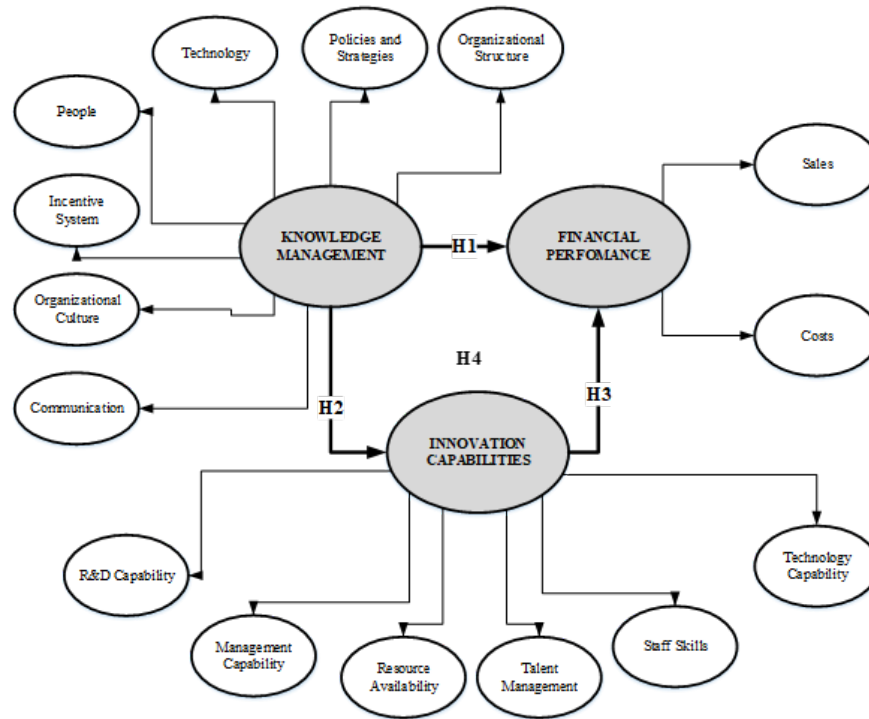 Technology
Policies and
Strategies
Organizational
Structure
People
Sales
Incentive
System
KNOWLEDGE
MANAGEMENT
H1
FINANCIAL
PERFOMANCE
Organizational
Culture
Costs
H4
Communication
H2
H3
INNOVATION
CAPABILITIES
R&D Capability
Technology
Capability
Management
Capability
Staff Skills
Resource
Availability
Talent
Management